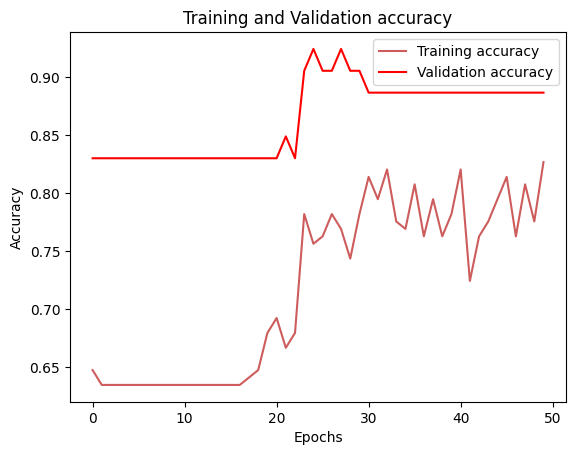 Training and Validation accuracy
Training accuracy
Validation accuracy
Accuracy
0.90
0.85
0.80
0.75
0.70
0.65
0 10 20 30 40 50
Epochs